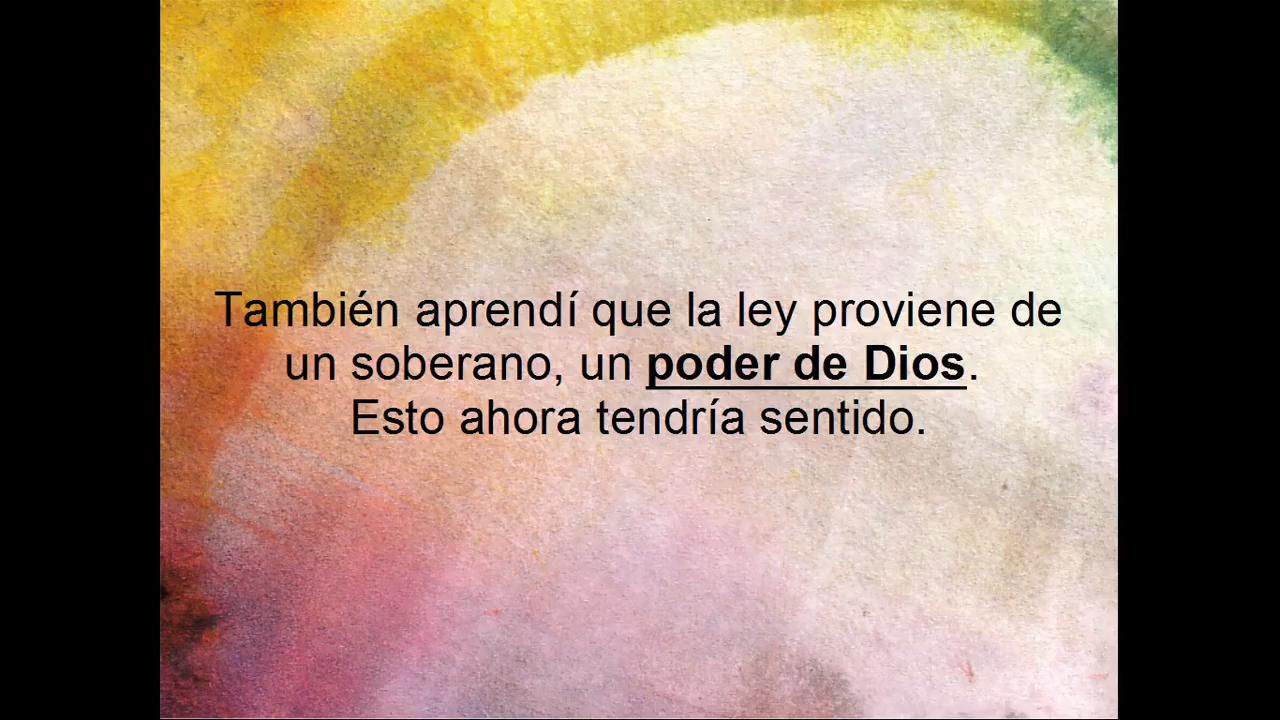 También aprendí que la ley proviene de
un soberano, un poder de Dios.
Esto ahora tendría sentido.